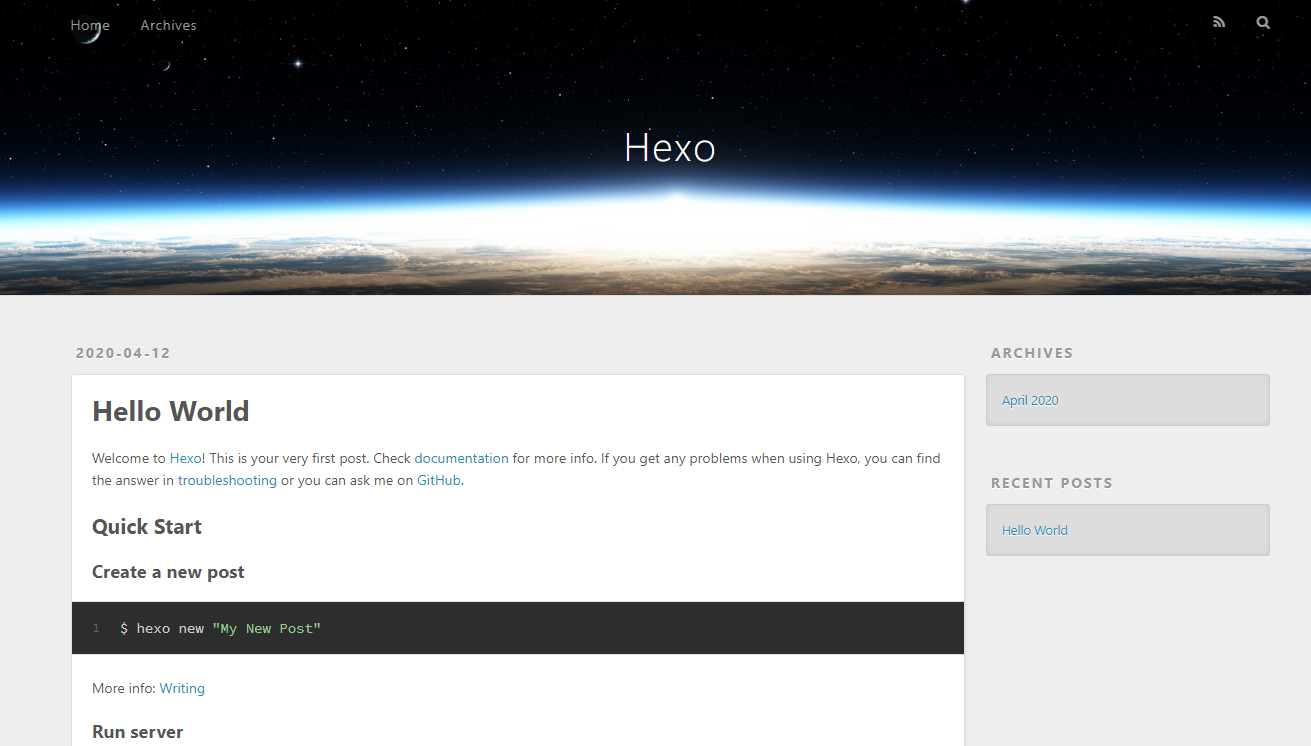 Home Archives
Hexo
2020-04-12
Hello World
Welcome to Hexo! This is your very first post. Check documentation for more info. If you get any problems when using Hexo, you can find
the answer in troubleshooting or you can ask me on GitHub.
Quick Start
Create a new post
1 $ hexo new "My New Post"
More info: Writing
Run server
ARCHIVES
April 2020
RECENT POSTS
Hello World